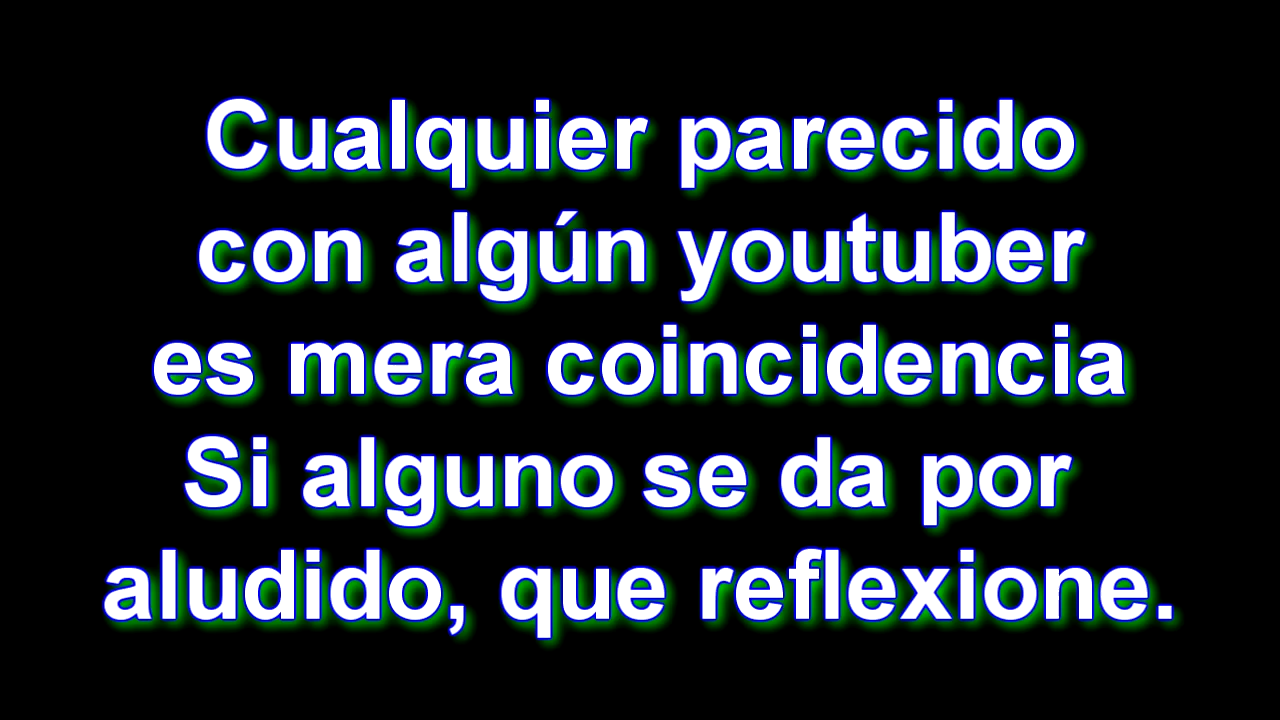 Cualquier parecido
con algún youtuber
es mera coincidencia
Si alguno se da por
aludido, que reflexione.